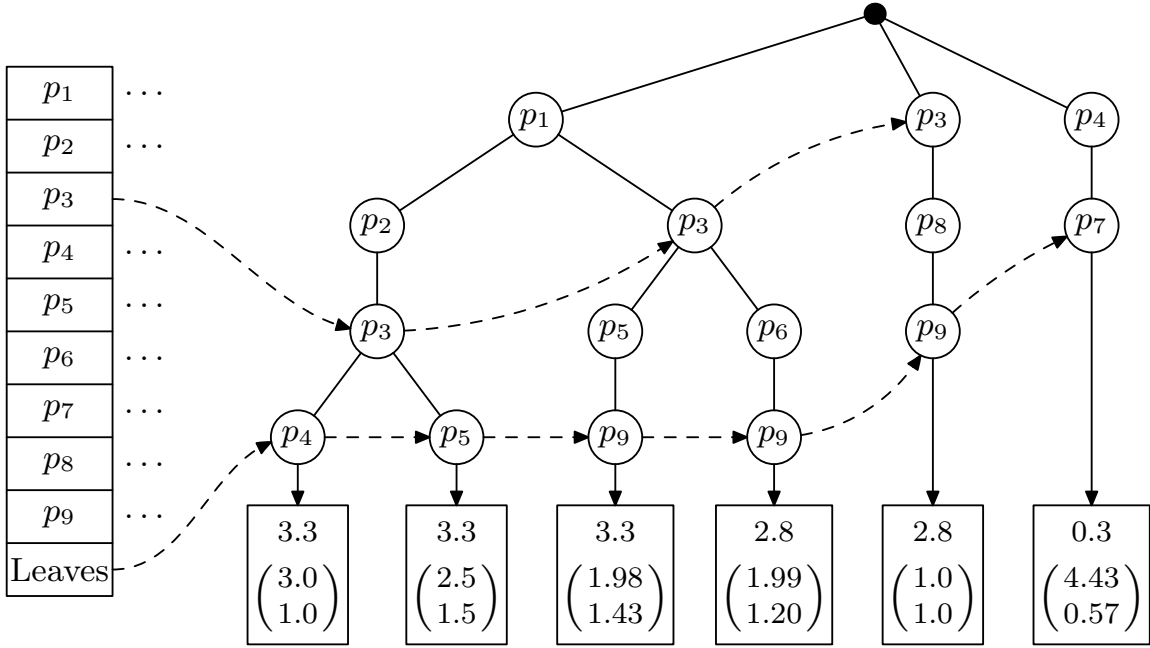 p1 ...
p2 ...
p3
p4 ...
p5 ...
p6 ...
p7 ...
p8 ...
p9 ...
Leaves
p1 p3 p4
p2 p3 p8 p7
p3 p5 p6 p9
p4 p5 p9 p9
3.3 3.3 3.3 2.8 2.8 0.3
(3.0 (2.5 (1.98 (1.99 (1.0 (4.43
1.0) 1.5) 1.43) 1.20) 1.0) 0.57)